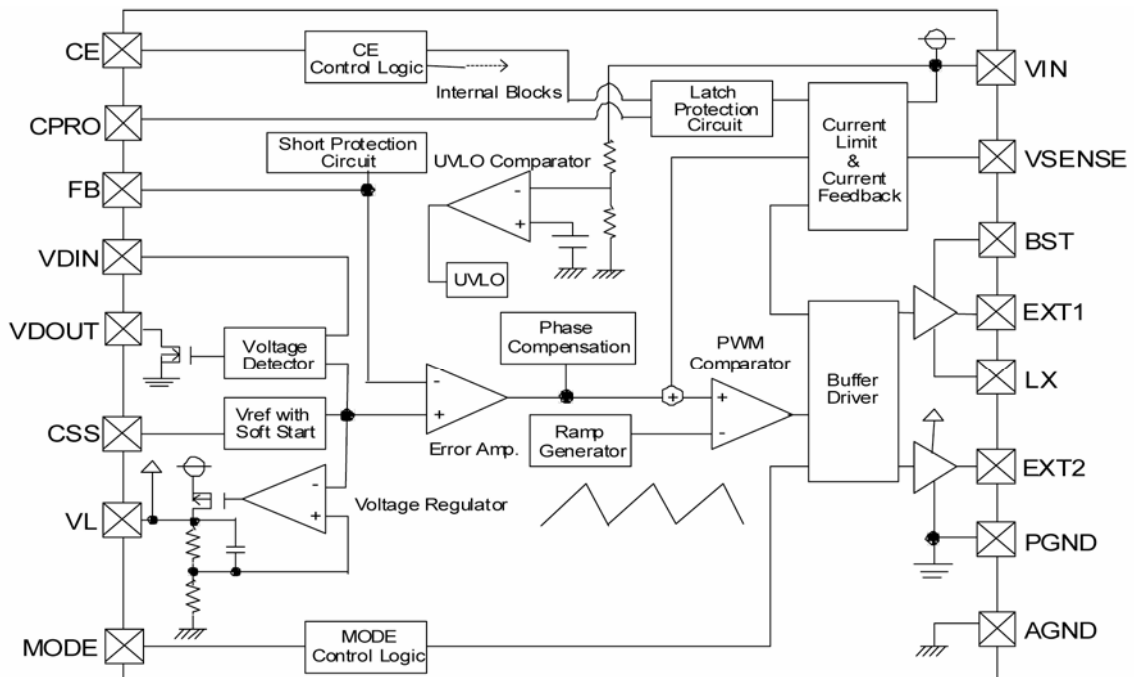 CE
CPRO
FB
VDIN
VDOUT
CSS
VL
MODE
CE
Control Logic
Internal Blocks
Short Protection
Circuit
UVLO Comparator
-
+
UVLO
Latch
Protection
Circuit
Current
Limit
&
Current
Feedback
Voltage
Detector
Vref with
Soft Start
-
+
Error Amp.
Phase
Compensation
+
PWM
Comparator
+
-
Ramp
Generator
Buffer
Driver
-
+
Voltage Regulator
MODE
Control Logic
VIN
VSENSE
BST
EXT1
LX
EXT2
PGND
AGND